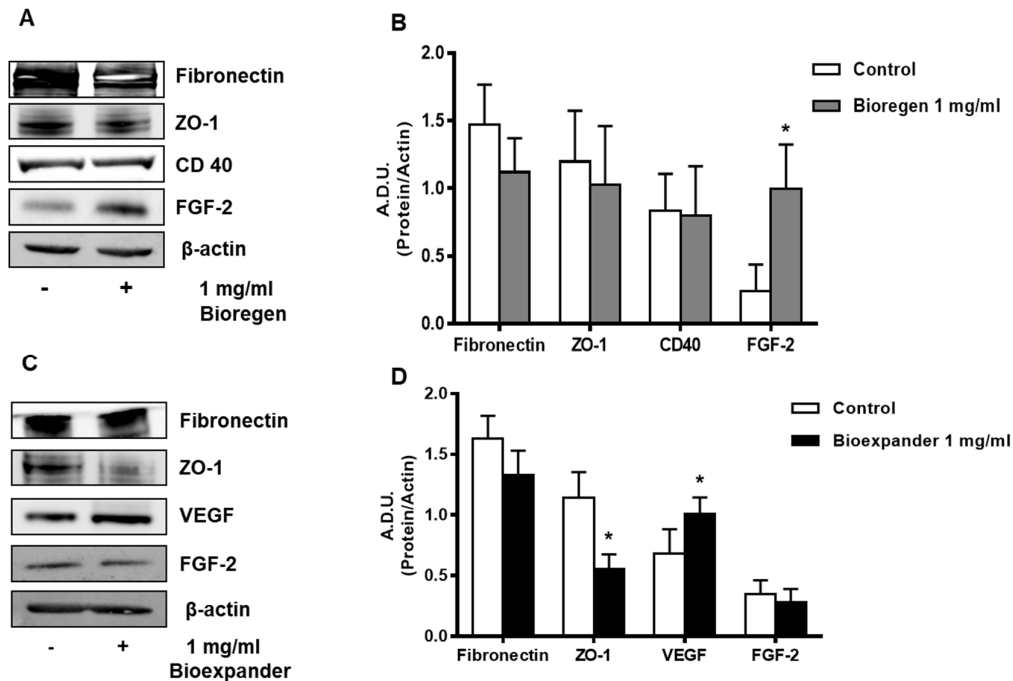 A
Fibronectin
ZO-1
CD 40
FGF-2
β-actin
- + 1 mg/ml
Bioregen
B
2.0
1.5
1.0
0.5
0.0
A.D.U.
(Protein/Actin)
Control
Bioregen 1 mg/ml
*
Fibronectin ZO-1 CD40 FGF-2
C
Fibronectin
ZO-1
VEGF
FGF-2
β-actin
- + 1 mg/ml
Bioexpander
D
2.0
1.5
1.0
0.5
0.0
A.D.U.
(Protein/Actin)
Control
Bioexpander 1 mg/ml
*
*
Fibronectin ZO-1 VEGF FGF-2